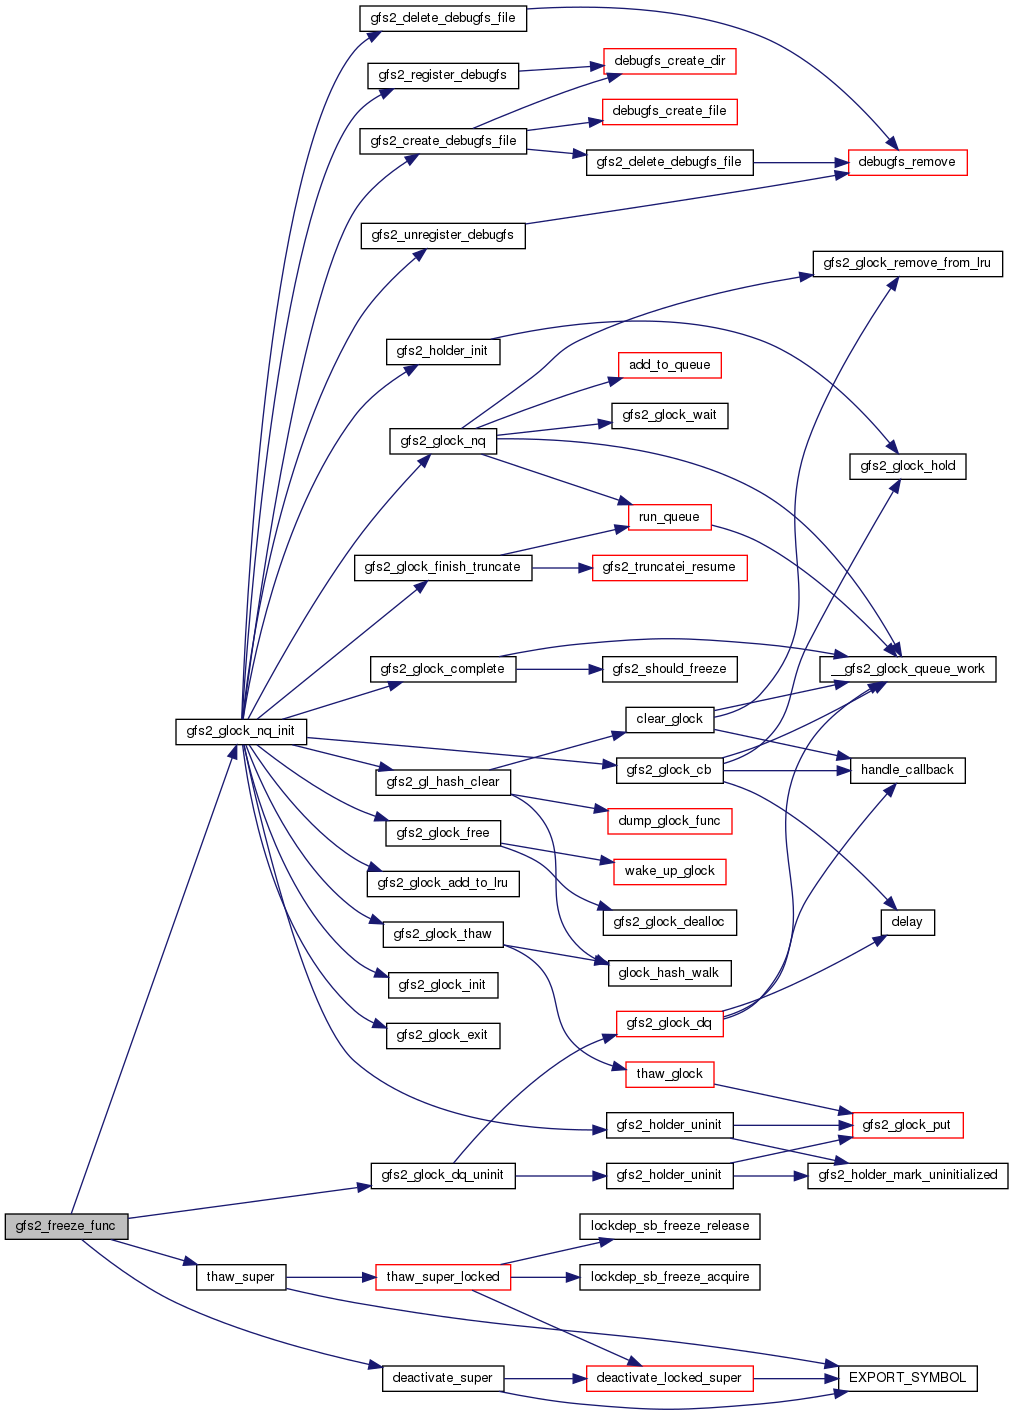 gfs2_delete_debugfs_file
gfs2_register_debugfs
debugfs_create_dir
debugfs_create_file
gfs2_create_debugfs_file
gfs2_delete_debugfs_file
debugfs_remove
gfs2_unregister_debugfs
gfs2_glock_remove_from_lru
gfs2_holder_init
add_to_queue
gfs2_glock_wait
gfs2_glock_nq
gfs2_glock_hold
run_queue
gfs2_glock_finish_truncate
gfs2_truncatei_resume
gfs2_glock_complete
gfs2_should_freeze
__gfs2_glock_queue_work
clear_glock
gfs2_glock_nq_init
gfs2_glock_cb
handle_callback
gfs2_gl_hash_clear
dump_glock_func
gfs2_glock_free
wake_up_glock
gfs2_glock_add_to_lru
gfs2_glock_dealloc
delay
gfs2_glock_thaw
glock_hash_walk
gfs2_glock_init
gfs2_glock_dq
gfs2_glock_exit
thaw_glock
gfs2_holder_uninit
gfs2_glock_put
gfs2_glock_dq_uninit
gfs2_holder_uninit
gfs2_holder_mark_uninitialized
gfs2_freeze_func
lockdep_sb_freeze_release
thaw_super
thaw_super_locked
lockdep_sb_freeze_acquire
deactivate_super
deactivate_locked_super
EXPORT_SYMBOL